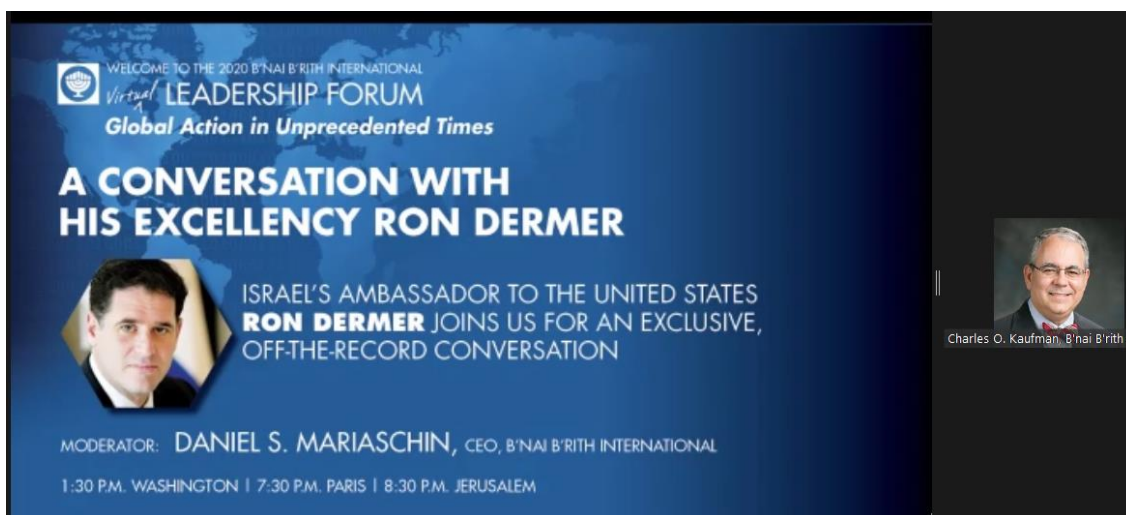 WELCOME TO THE 2020 B'NAI B'RITH INTERNATIONAL
Virtual LEADERSHIP FORUM
Global Action in Unprecedented Times
A CONVERSATION WITH
HIS EXCELLENCY RON DERMER
ISRAEL'S AMBASSADOR TO THE UNITED STATES
RON DERMER JOINS US FOR AN EXCLUSIVE,
OFF-THE-RECORD CONVERSATION
MODERATOR: DANIEL S. MARIASCHIN, CEO, B'NAI B'RITH INTERNATIONAL
1:30 P.M. WASHINGTON | 7:30 P.M. PARIS | 8:30 P.M. JERUSALEM
Charles O. Kaufman, B'nai B'rith